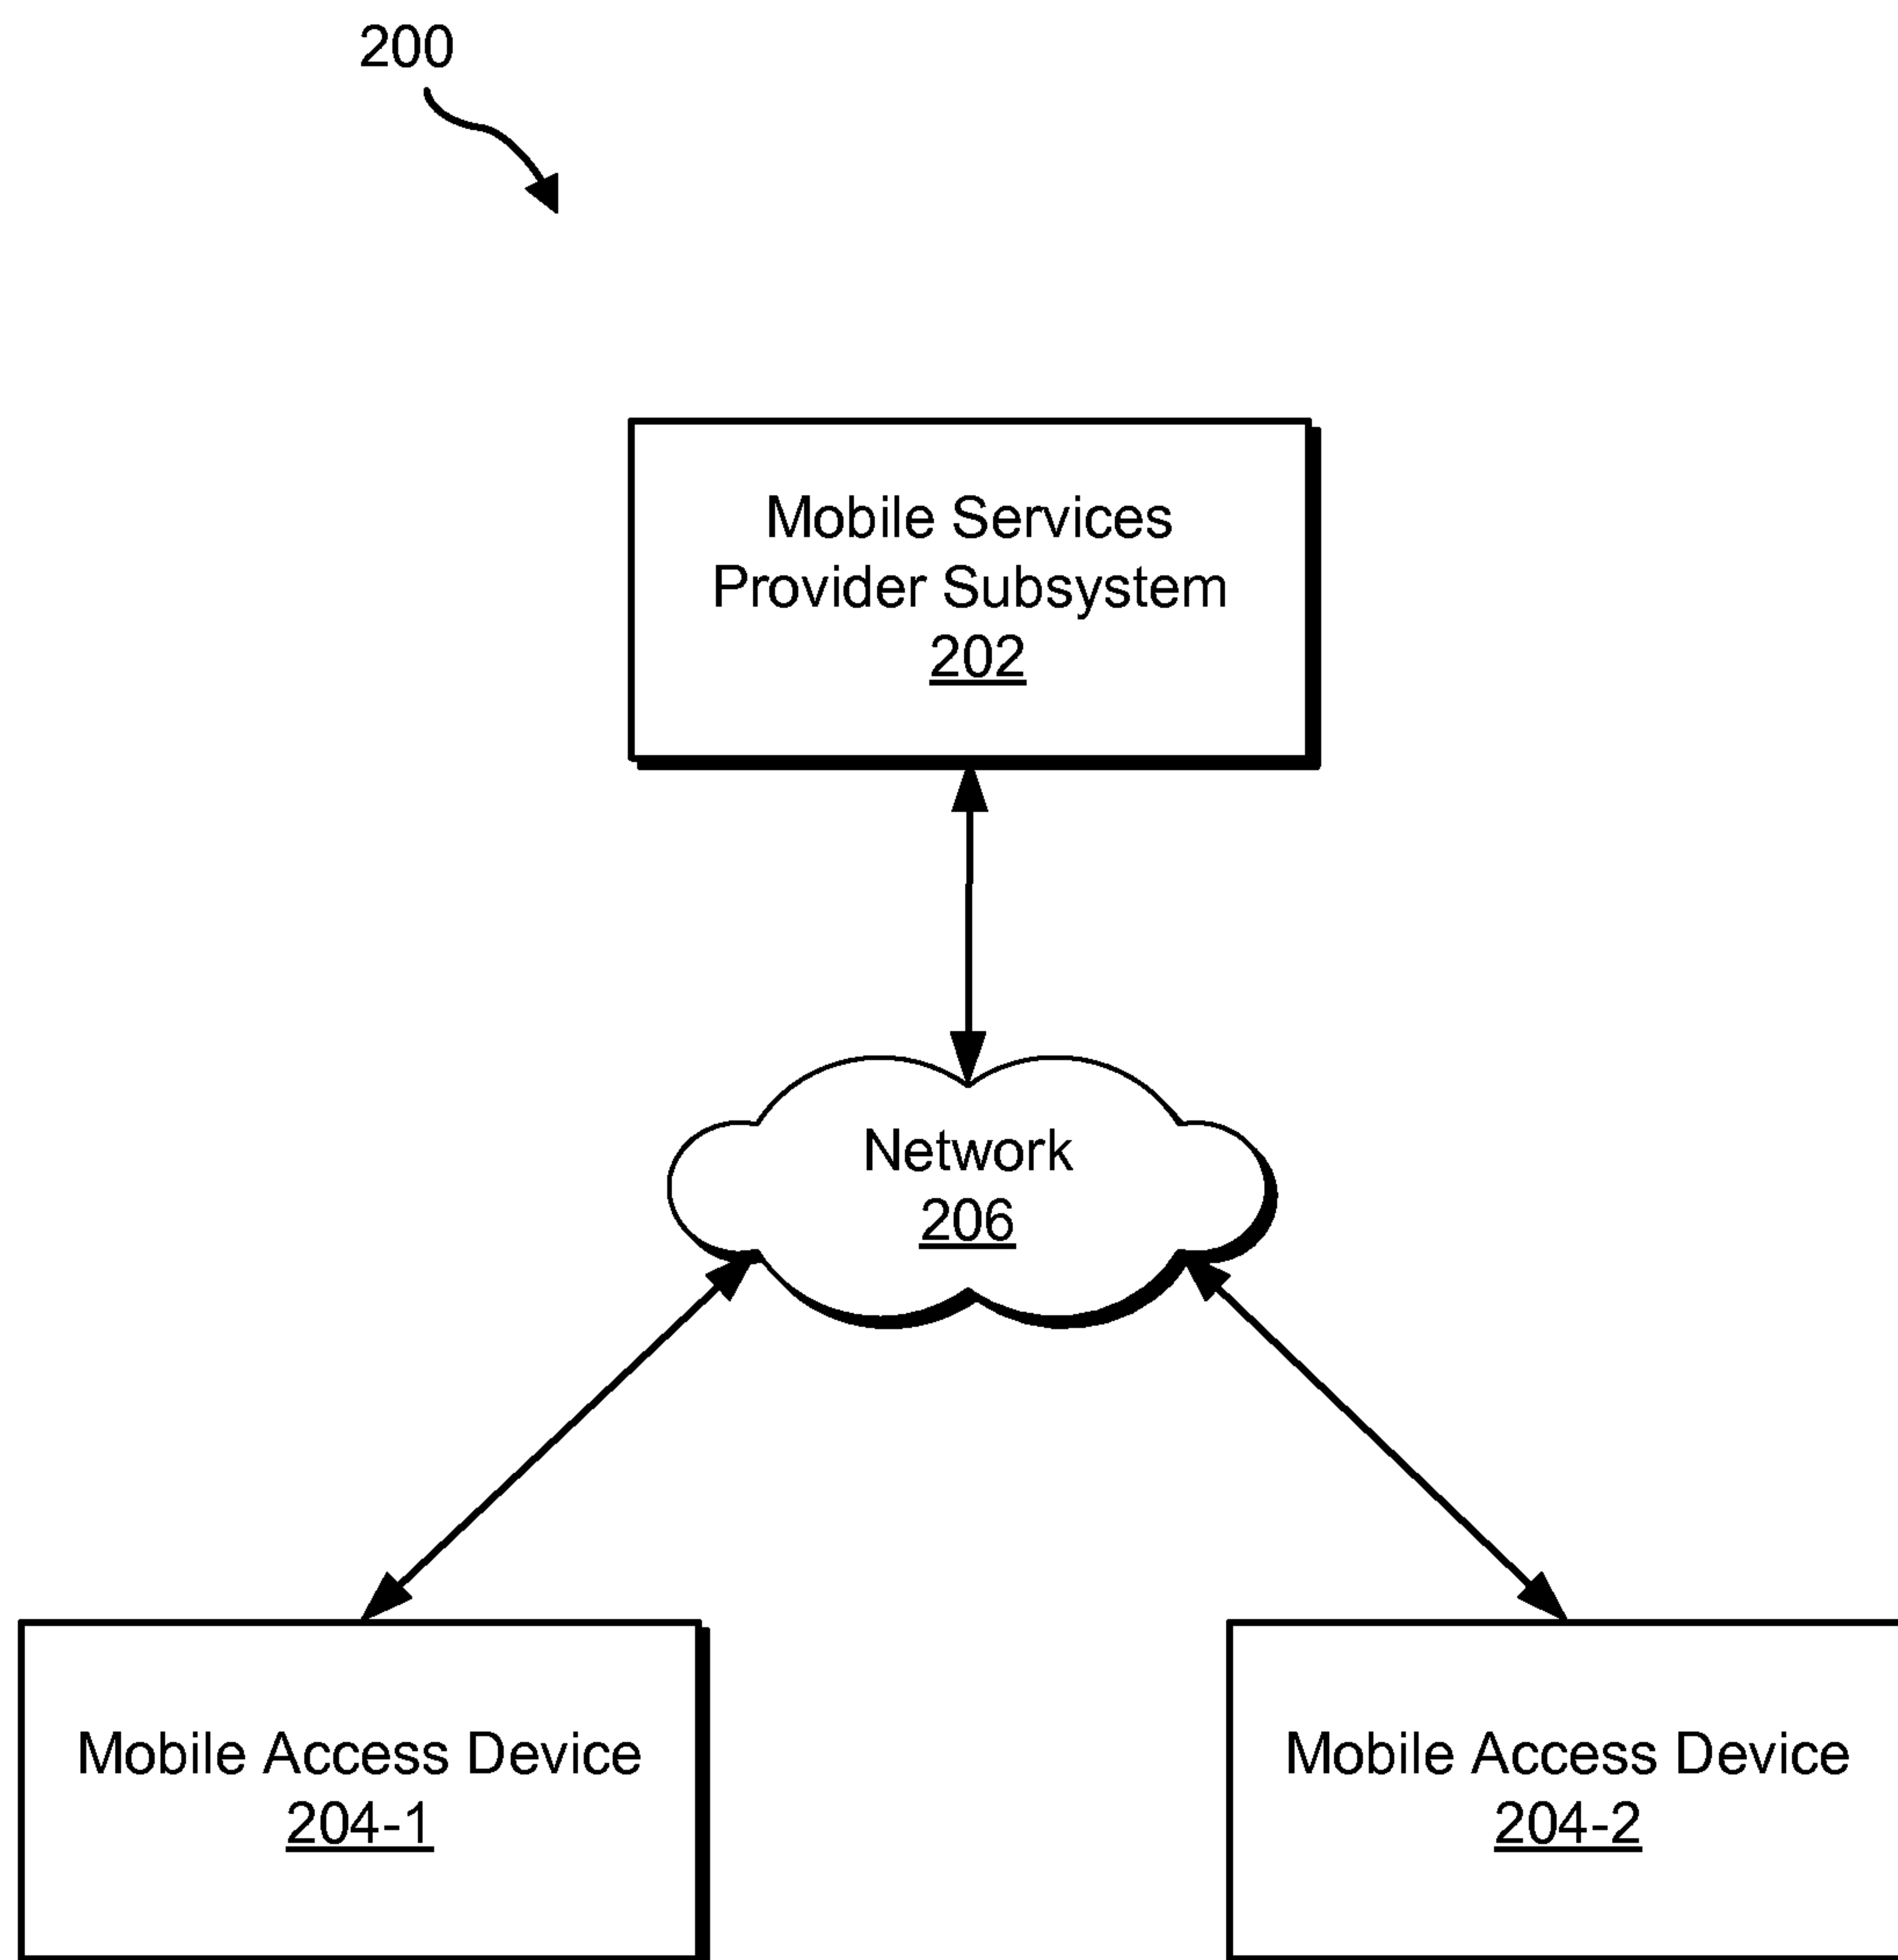 200
Mobile Services
Provider Subsystem
202
Network
206
Mobile Access Device
204-1
Mobile Access Device
204-2